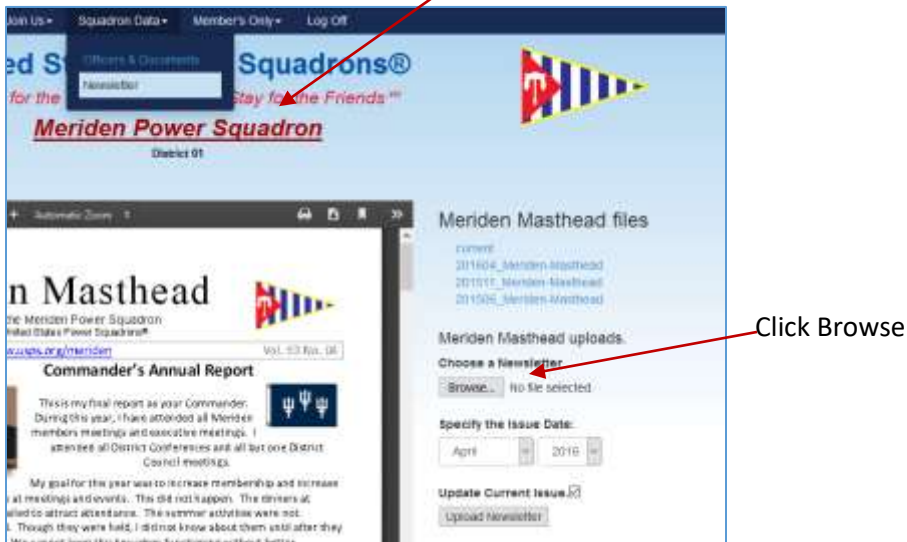 Join Us Squadron Data Member's Only Log Off
Officers & Documents
Newsletter
ed S Squadrons®
for the Stay for the Friends ℠
Meriden Power Squadron
District 01
+ Automatic Zoom
Meriden Masthead files
current
201604_Meriden-Masthead
201511_Meriden-Masthead
201506_Meriden-Masthead
n Masthead
the Meriden Power Squadron
United States Power Squadrons®
w.usps.org/meriden Vol. 53 No. 06
Commander's Annual Report
This is my final report as your Commander.
During this year, I have attended all Meriden
members meetings and executive meetings. I
attended all District Conferences and all but one District
Council meetings.
My goal for this year was to increase membership and increase
at meetings and events. This did not happen. The dinners at
failed to attract attendance. The summer activities were not
. Though they were held, I did not know about them until after they
Meriden Masthead uploads.
Choose a Newsletter
Browse... No file selected
Specify the Issue Date:
April 2016
Update Current Issue.
Upload Newsletter
Click Browse